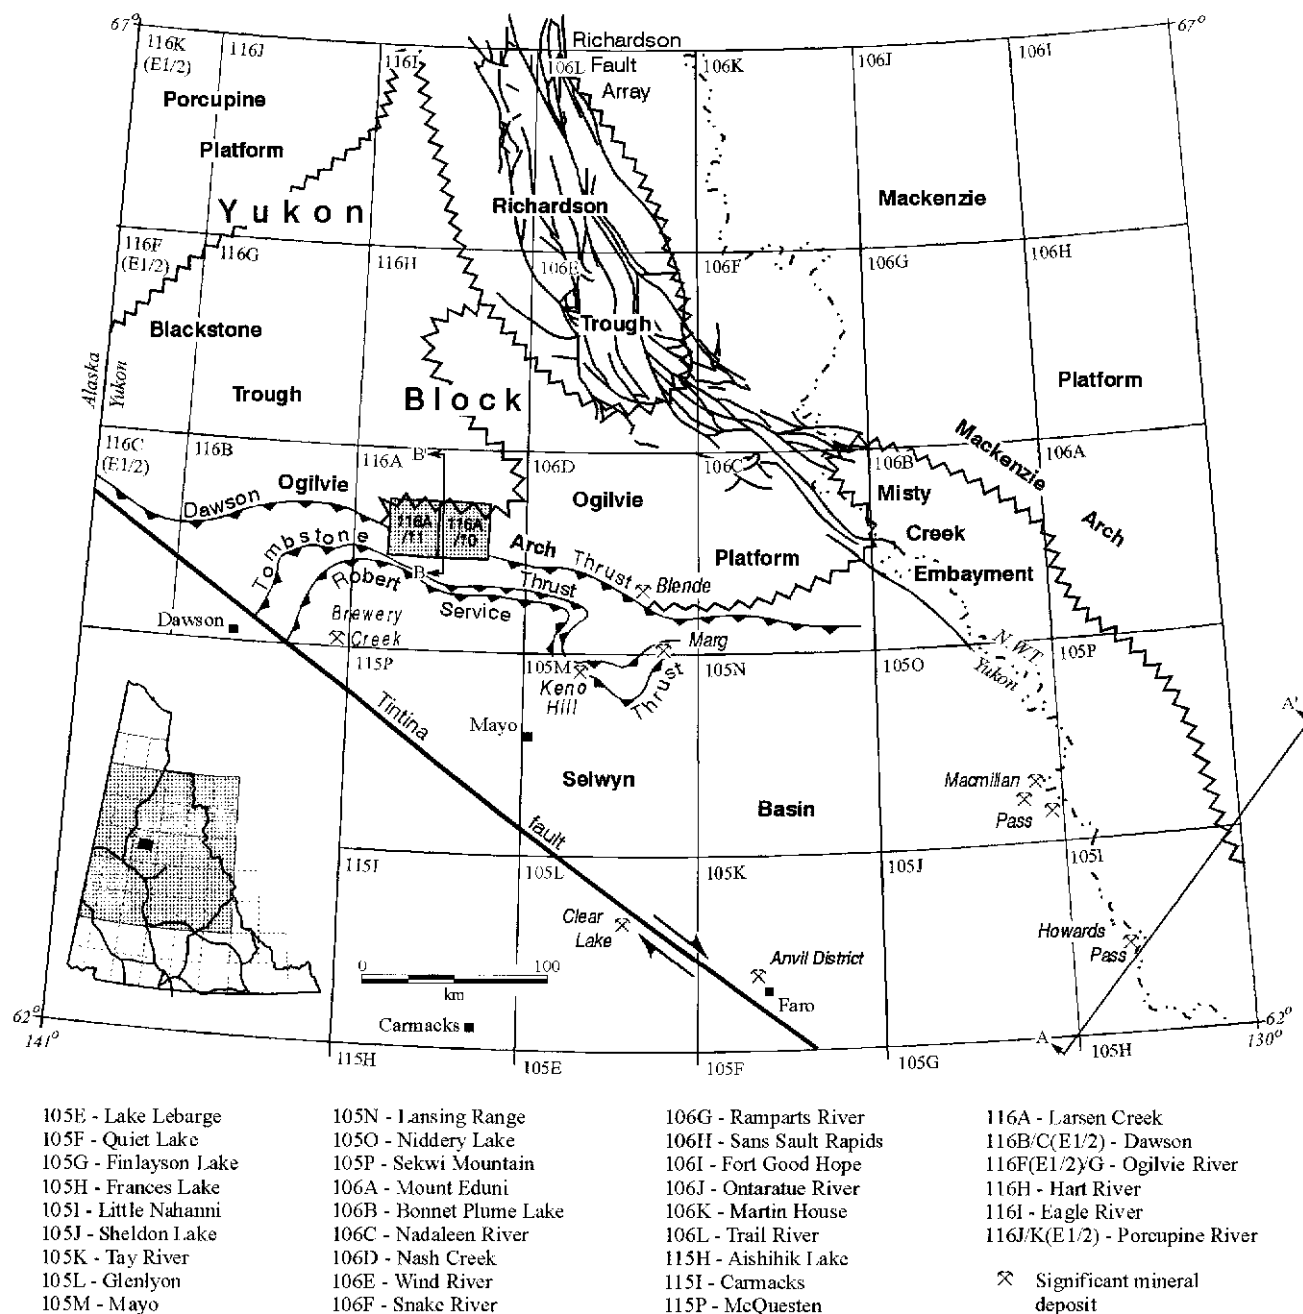 67°
67°
116K
(E1/2)
116J
116I
Richardson
106L
Fault
Array
106K
106J
106I
Porcupine
Platform
Yukon
Richardson
Mackenzie
116F
(E1/2)
116G
116H
106E
106F
106G
106H
Blackstone
Trough
Trough
Alaska
Yukon
Block
Platform
116C
(E1/2)
116B
116A
B'
106D
106C
106B
106A
Mackenzie
Arch
Ogilvie
Dawson
Ogilvie
Misty
Creek
Embayment
116A
/11
116A
/10
Tombstone
Arch
Thrust
Platform
Robert
B
Thrust
Blende
Brewery
Creek
Service
Dawson
Marg
N.W.T.
Yukon
115P
105M
105N
105O
105P
Keno
Hill
Thrust
Tintina
Mayo
A'
Selwyn
Basin
Macmillan
Pass
fault
115I
105L
105K
105J
105I
Clear
Lake
Howards
Pass
Anvil District
0
100
km
Faro
Carmacks
62°
141°
62°
130°
A
115H
105E
105F
105G
105H
105E - Lake Lebarge
105F - Quiet Lake
105G - Finlayson Lake
105H - Frances Lake
105I - Little Nahanni
105J - Sheldon Lake
105K - Tay River
105L - Glenlyon
105M - Mayo
105N - Lansing Range
105O - Niddery Lake
105P - Sekwi Mountain
106A - Mount Eduni
106B - Bonnet Plume Lake
106C - Nadaleen River
106D - Nash Creek
106E - Wind River
106F - Snake River
106G - Ramparts River
106H - Sans Sault Rapids
106I - Fort Good Hope
106J - Ontaratue River
106K - Martin House
106L - Trail River
115H - Aishihik Lake
115I - Carmacks
115P - McQuesten
116A - Larsen Creek
116B/C(E1/2) - Dawson
116F(E1/2)/G - Ogilvie River
116H - Hart River
116I - Eagle River
116J/K(E1/2) - Porcupine River
Significant mineral
deposit